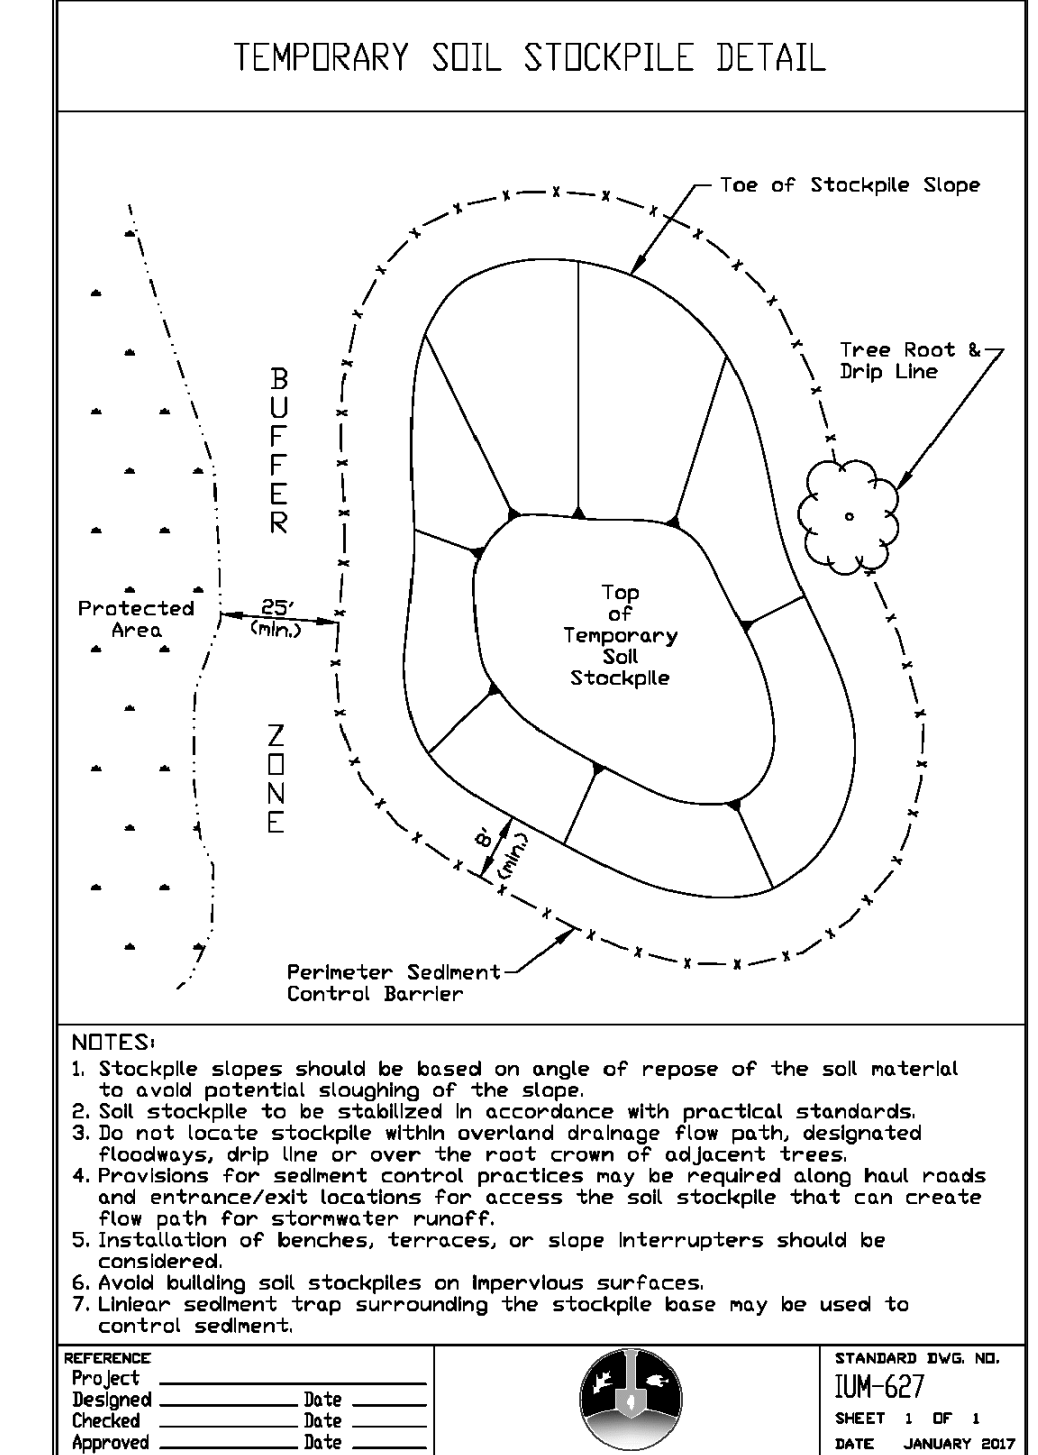 TEMPORARY SOIL STOCKPILE DETAIL
Toe of Stockpile Slope
Tree Root &
Drip Line
BUFFER
ZONE
Protected
Area
25'
(min.)
Top
of
Temporary
Soil
Stockpile
8'
(min.)
Perimeter Sediment
Control Barrier
NOTES:
1. Stockpile slopes should be based on angle of repose of the soil material
to avoid potential sloughing of the slope.
2. Soil stockpile to be stabilized in accordance with practical standards.
3. Do not locate stockpile within overland drainage flow path, designated
floodways, drip line or over the root crown of adjacent trees.
4. Provisions for sediment control practices may be required along haul roads
and entrance/exit locations for access the soil stockpile that can create
flow path for stormwater runoff.
5. Installation of benches, terraces, or slope interrupters should be
considered.
6. Avoid building soil stockpiles on impervious surfaces.
7. Liniear sediment trap surrounding the stockpile base may be used to
control sediment.
REFERENCE
Project
Designed Date
Checked Date
Approved Date
STANDARD DWG. NO.
IUM-627
SHEET 1 OF 1
DATE JANUARY 2017